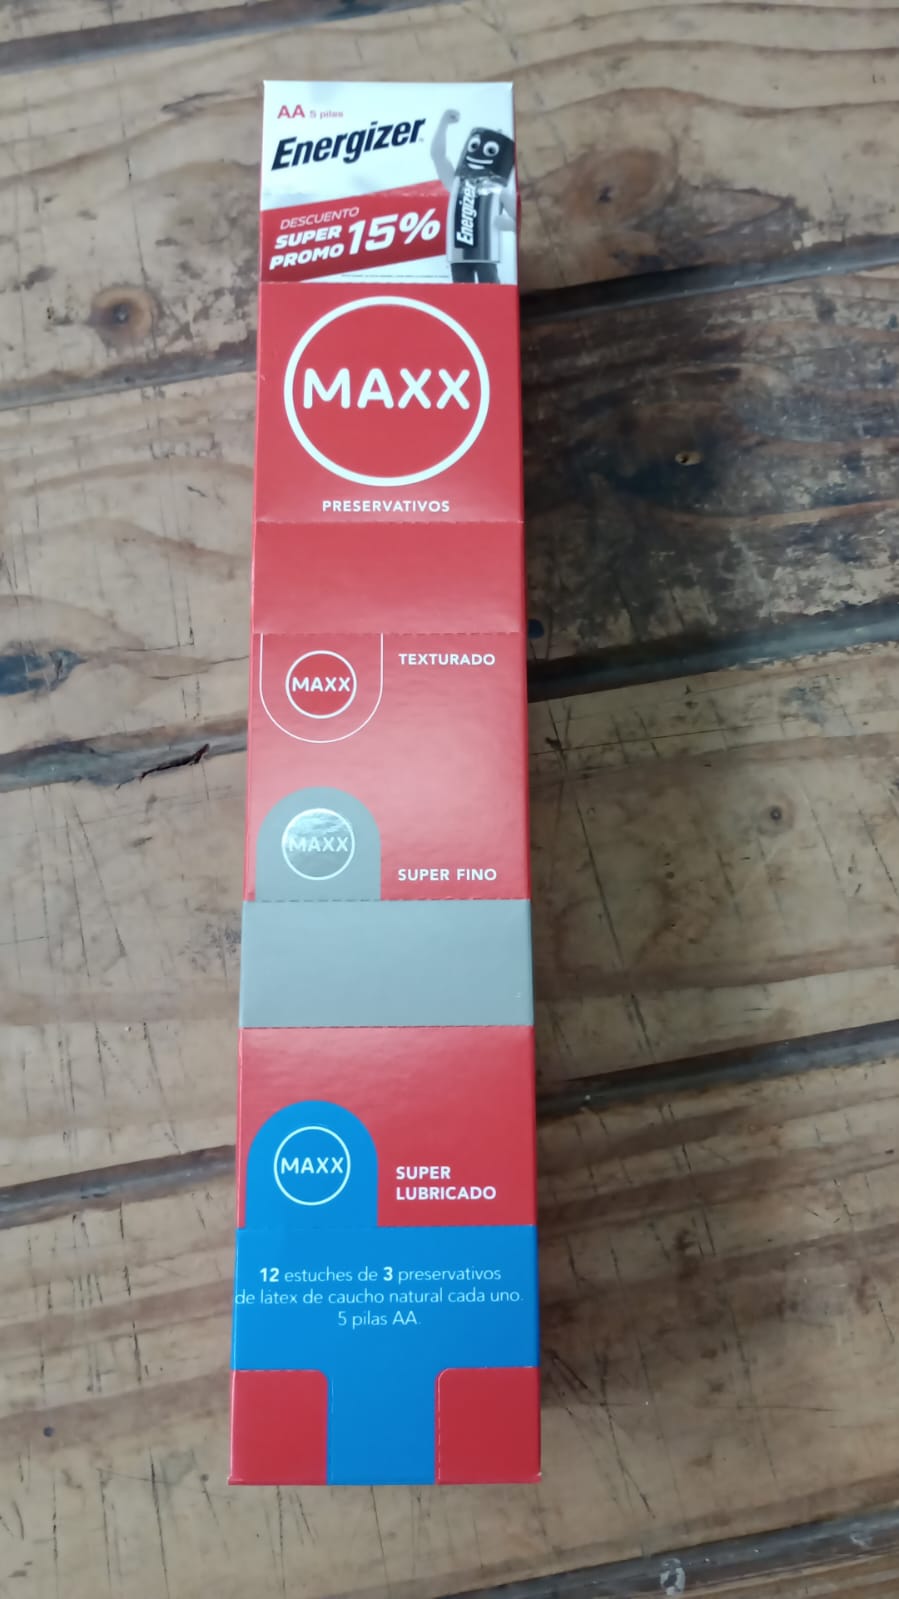 AA 5 pilas
Energizer
Energizer
DESCUENTO
SUPER
PROMO 15%
MAXX
PRESERVATIVOS
MAXX
TEXTURADO
MAXX
SUPER FINO
MAXX
SUPER
LUBRICADO
12 estuches de 3 preservativos
de látex de caucho natural cada uno.
5 pilas AA.